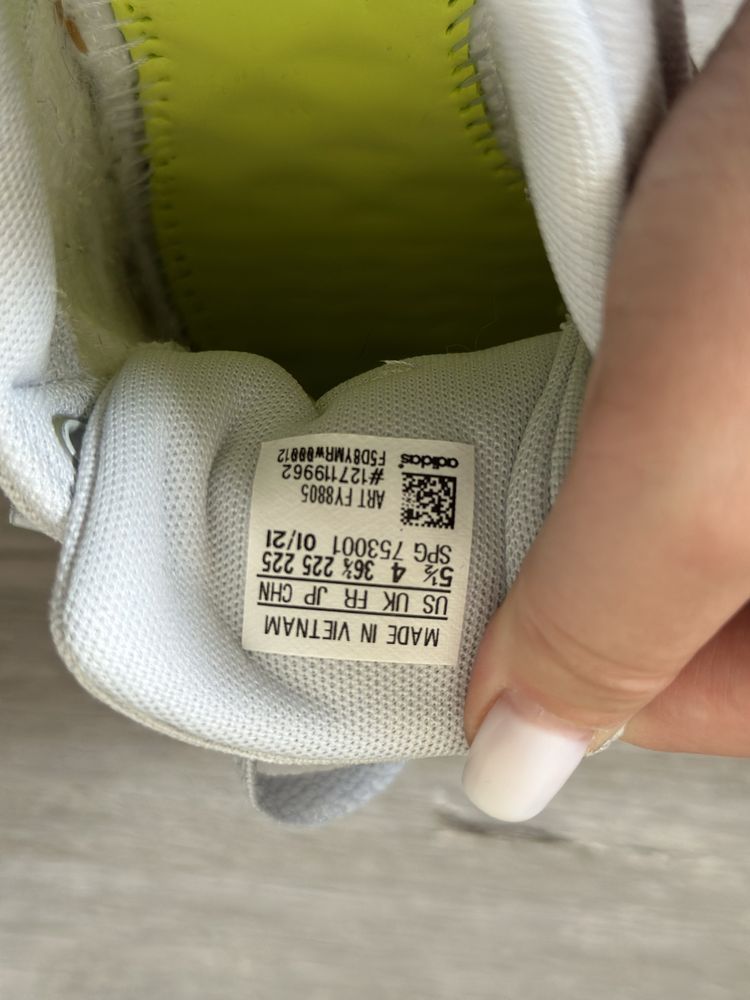 MADE IN VIETNAM
US UK FR JP CHN
5½ 4 36⅔ 225 225
SPG 753001 01/21
ART FY8805
#127119962
F5D8YMRW00012
adidas®